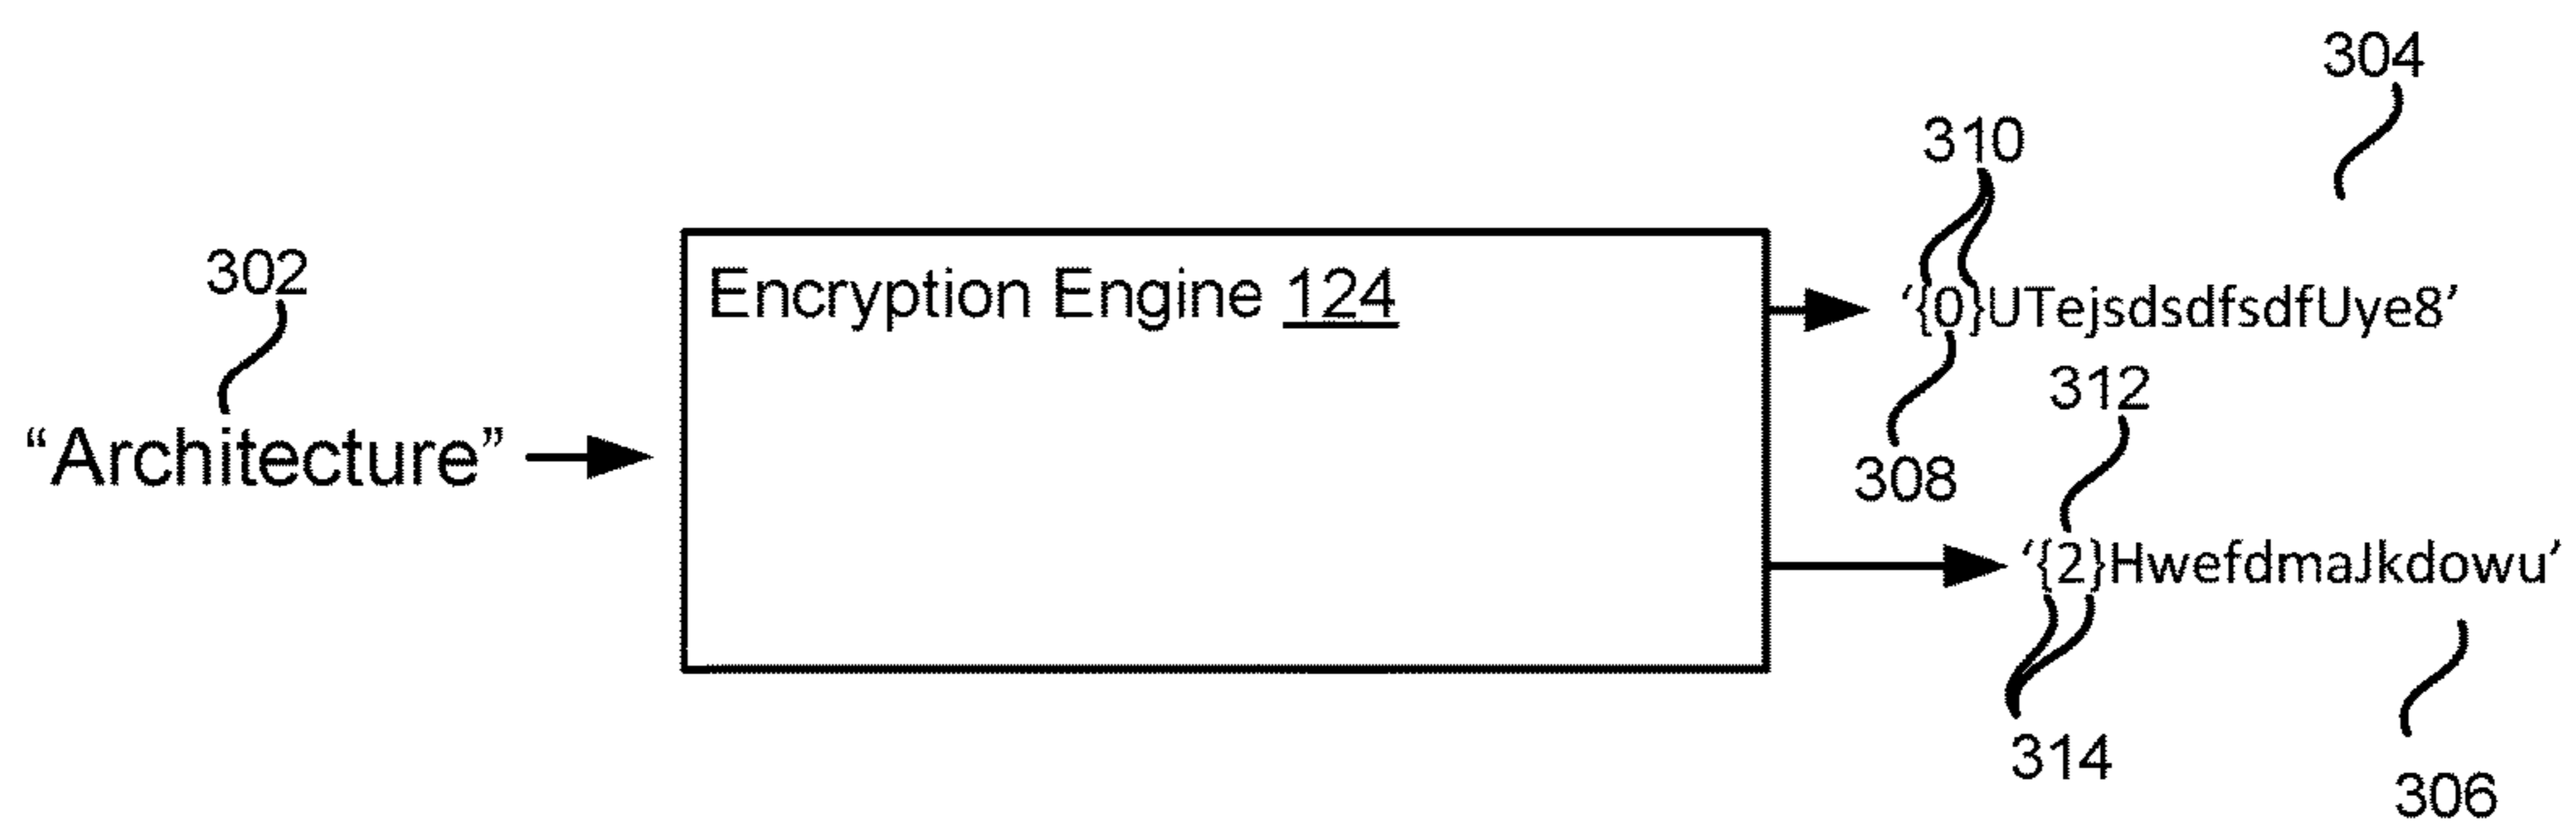 304
310
302
Encryption Engine 124
‘{0}UTejsdsdfsdfUye8’
312
“Architecture”
308
‘{2}HwefdmaJkdowu’
314
306